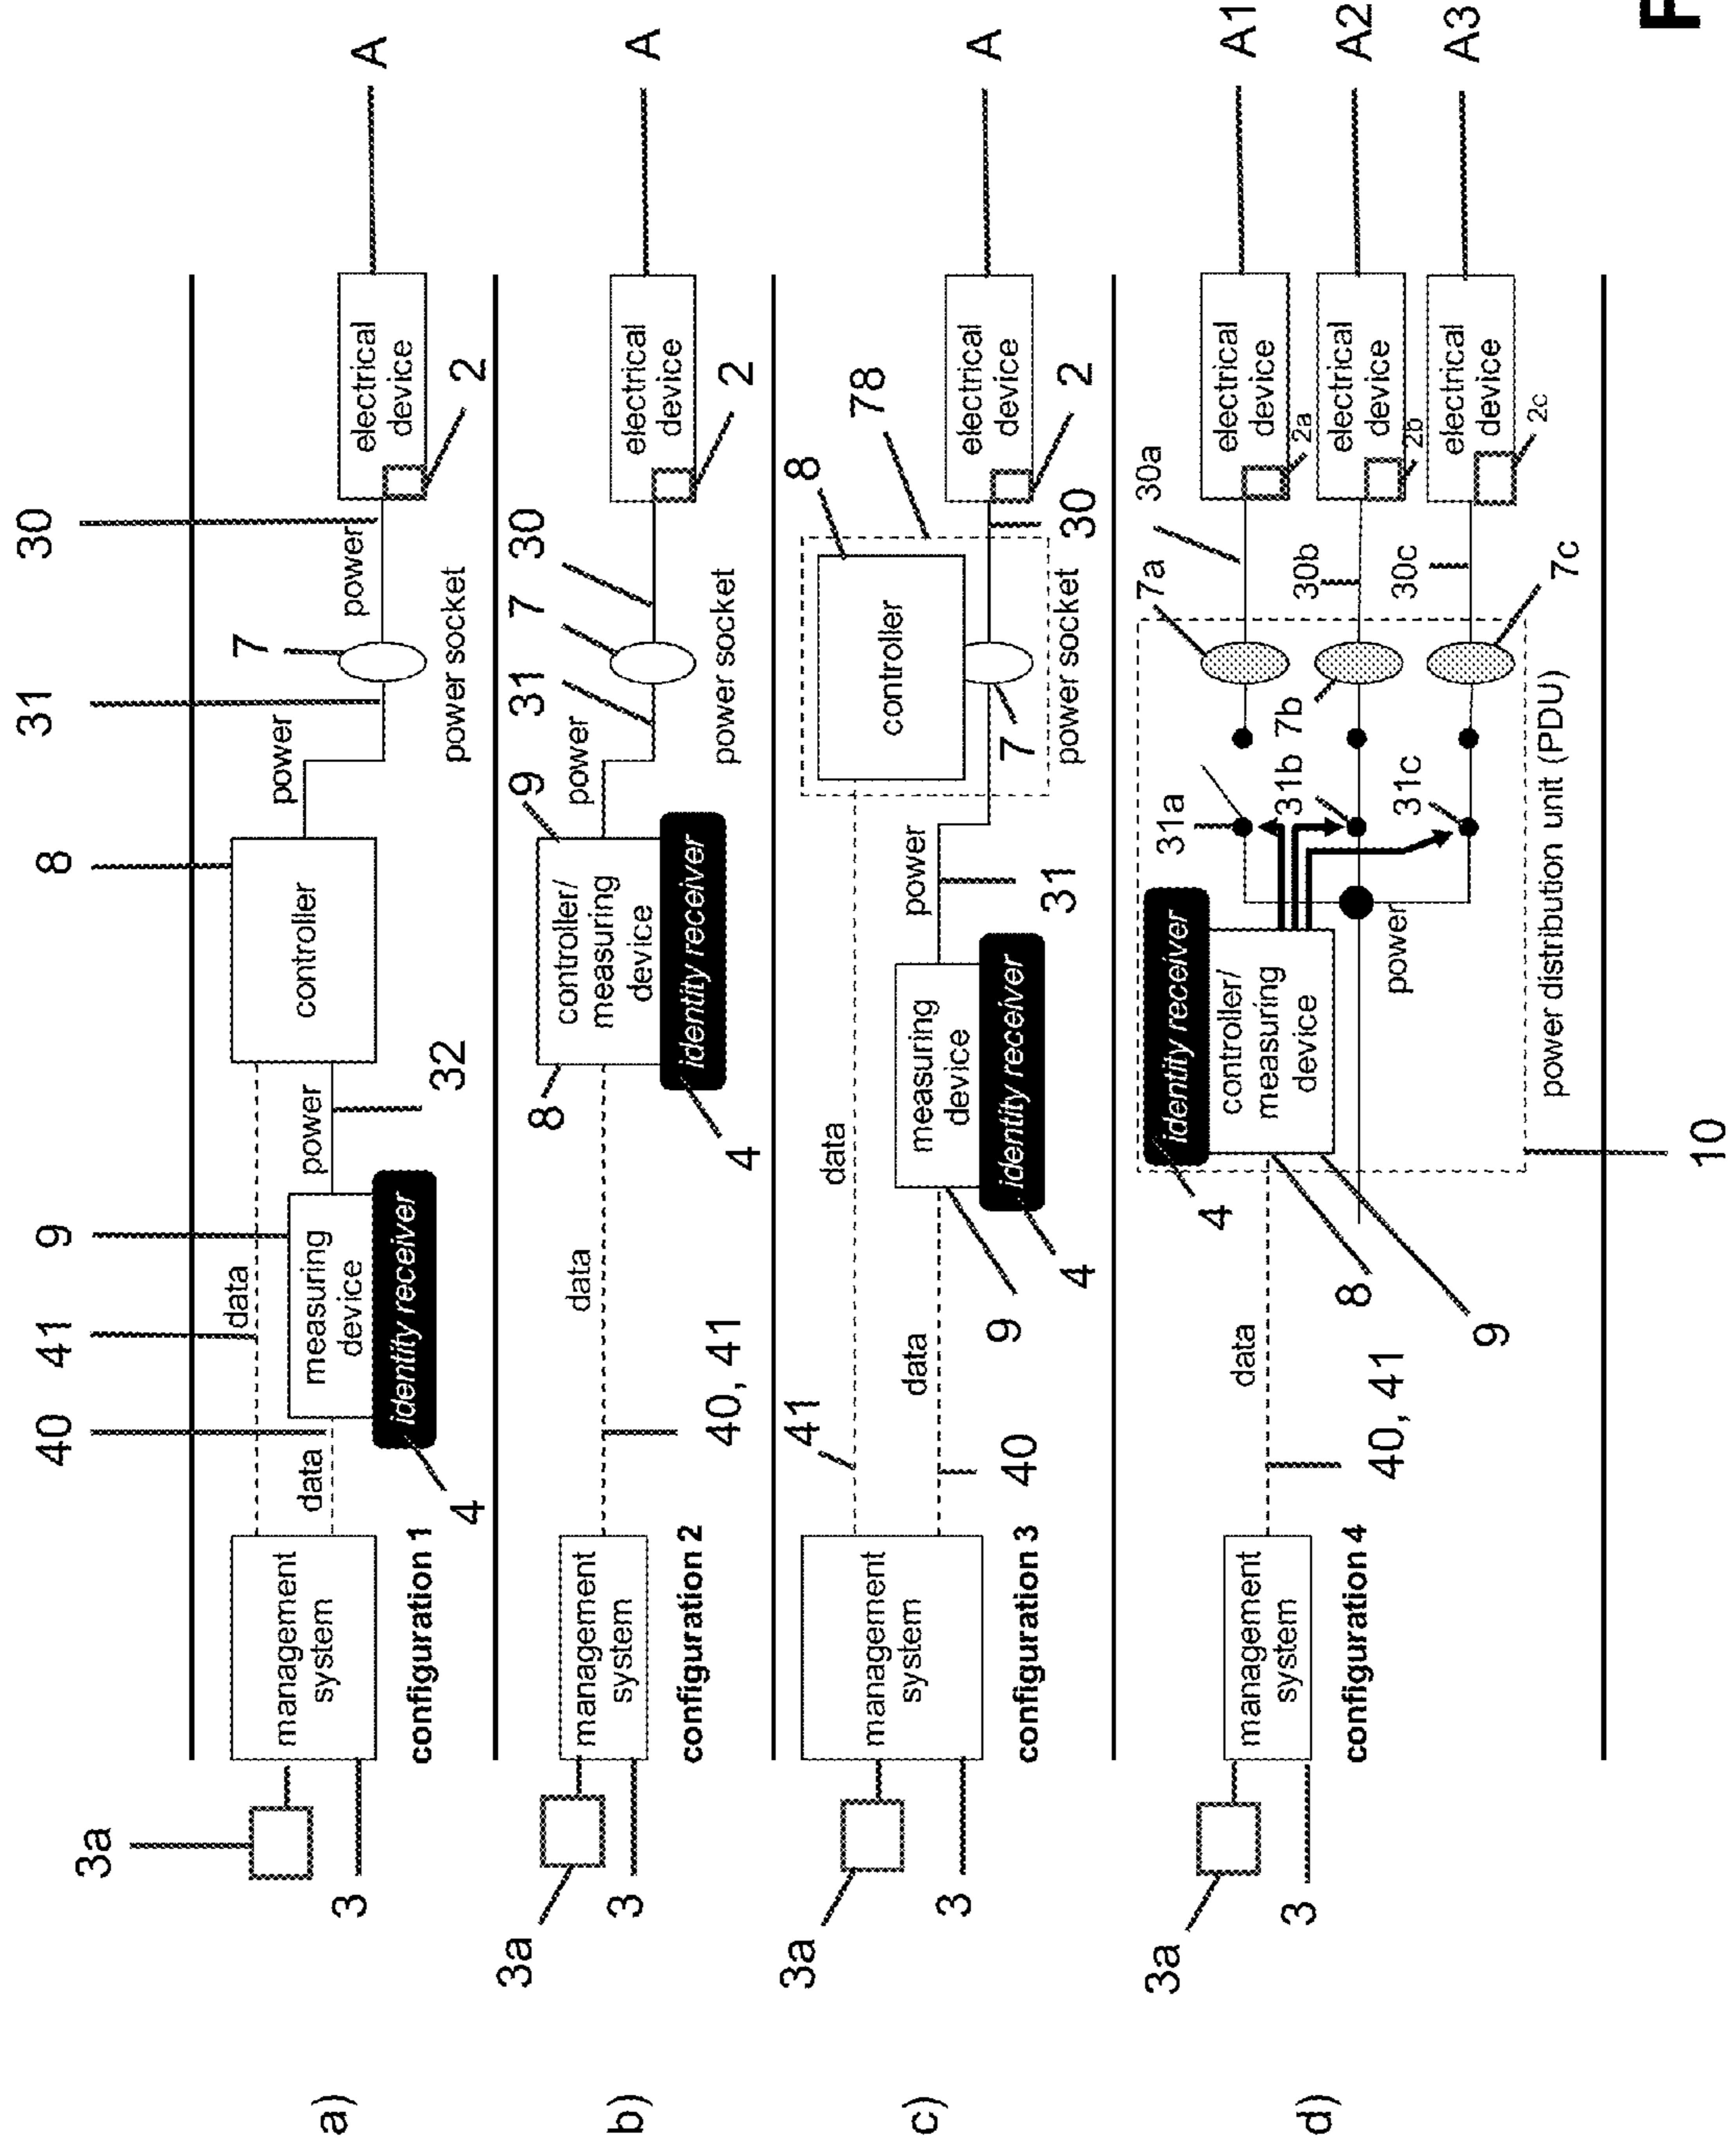 a)
3a
3
management
system
configuration 1
40
41
9
8
31
30
data
data
measuring
device
identity receiver
4
power
32
controller
power
7
power
power socket
electrical
device
2
A
b)
3a
3
management
system
configuration 2
data
40, 41
8
9
controller/
measuring
device
identity receiver
4
power
31
7
30
power socket
electrical
device
2
A
c)
3a
3
management
system
configuration 3
41
data
data
40
9
measuring
device
identity receiver
4
power
31
controller
8
78
7
power socket
30
electrical
device
2
A
d)
3a
3
management
system
configuration 4
data
40, 41
4
identity receiver
controller/
measuring
device
8
9
power
31a
31b
31c
7a
7b
7c
30a
30b
30c
electrical
device
2a
A1
electrical
device
2b
A2
electrical
device
2c
A3
power distribution unit (PDU)
10
F